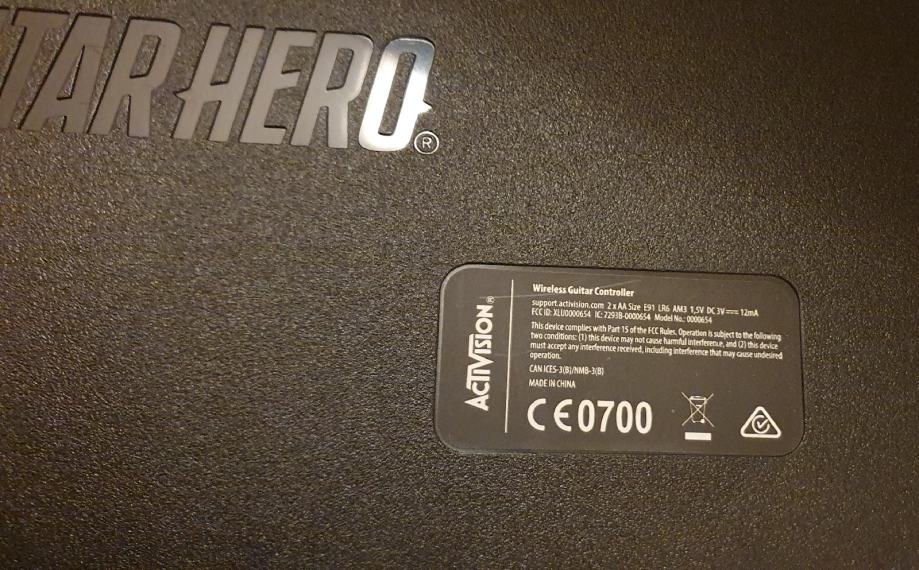 TAR HERO®
ACTIVISION®
Wireless Guitar Controller
support.activision.com 2 x AA Size E91 LR6 AM3 1,5V DC 3V⎓12mA
FCC ID: XLU0000654 IC: 7293B-0000654 Model No.: 0000654
This device complies with Part 15 of the FCC Rules. Operation is subject to the following
two conditions: (1) this device may not cause harmful interference, and (2) this device
must accept any interference received, including interference that may cause undesired
operation.
CAN ICES-3(B)/NMB-3(B)
MADE IN CHINA
CE0700